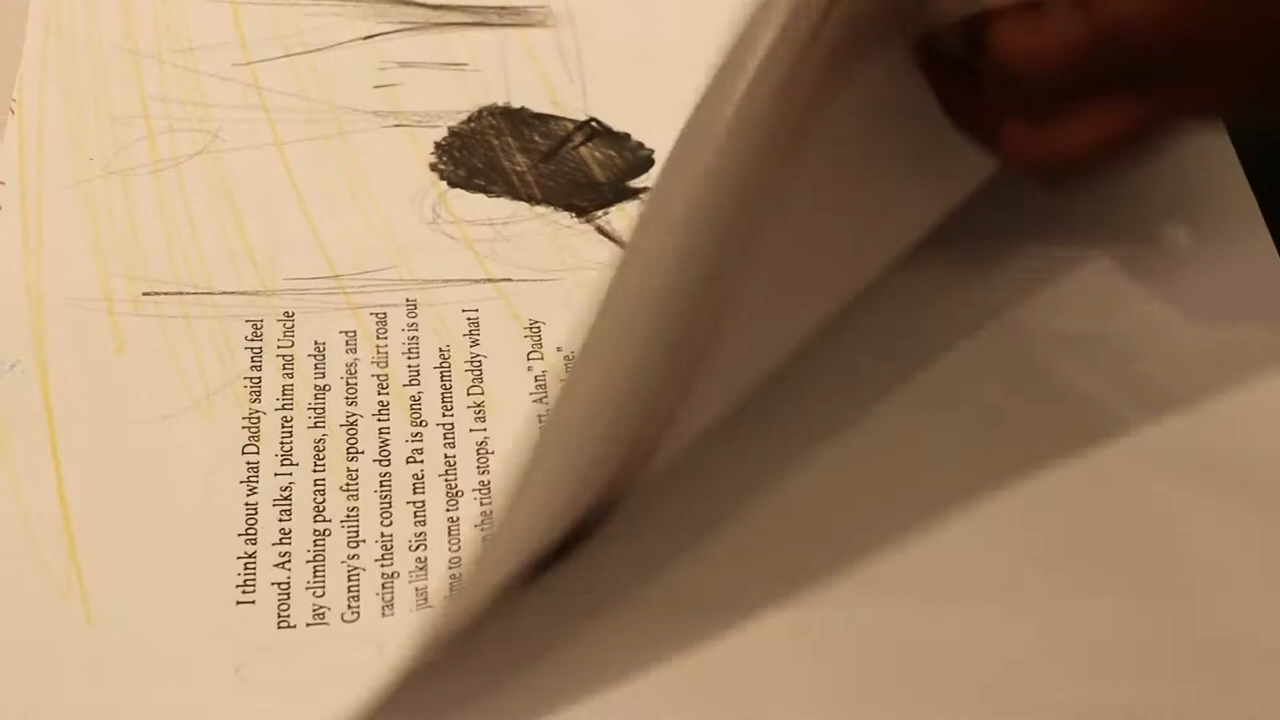 I think about what Daddy said and feel
proud. As he talks, I picture him and Uncle
Jay climbing pecan trees, hiding under
Granny's quilts after spooky stories, and
racing their cousins down the red dirt road
just like Sis and me. Pa is gone, but this is our
time to come together and remember.
the ride stops, I ask Daddy what I
Alan," Daddy
me."